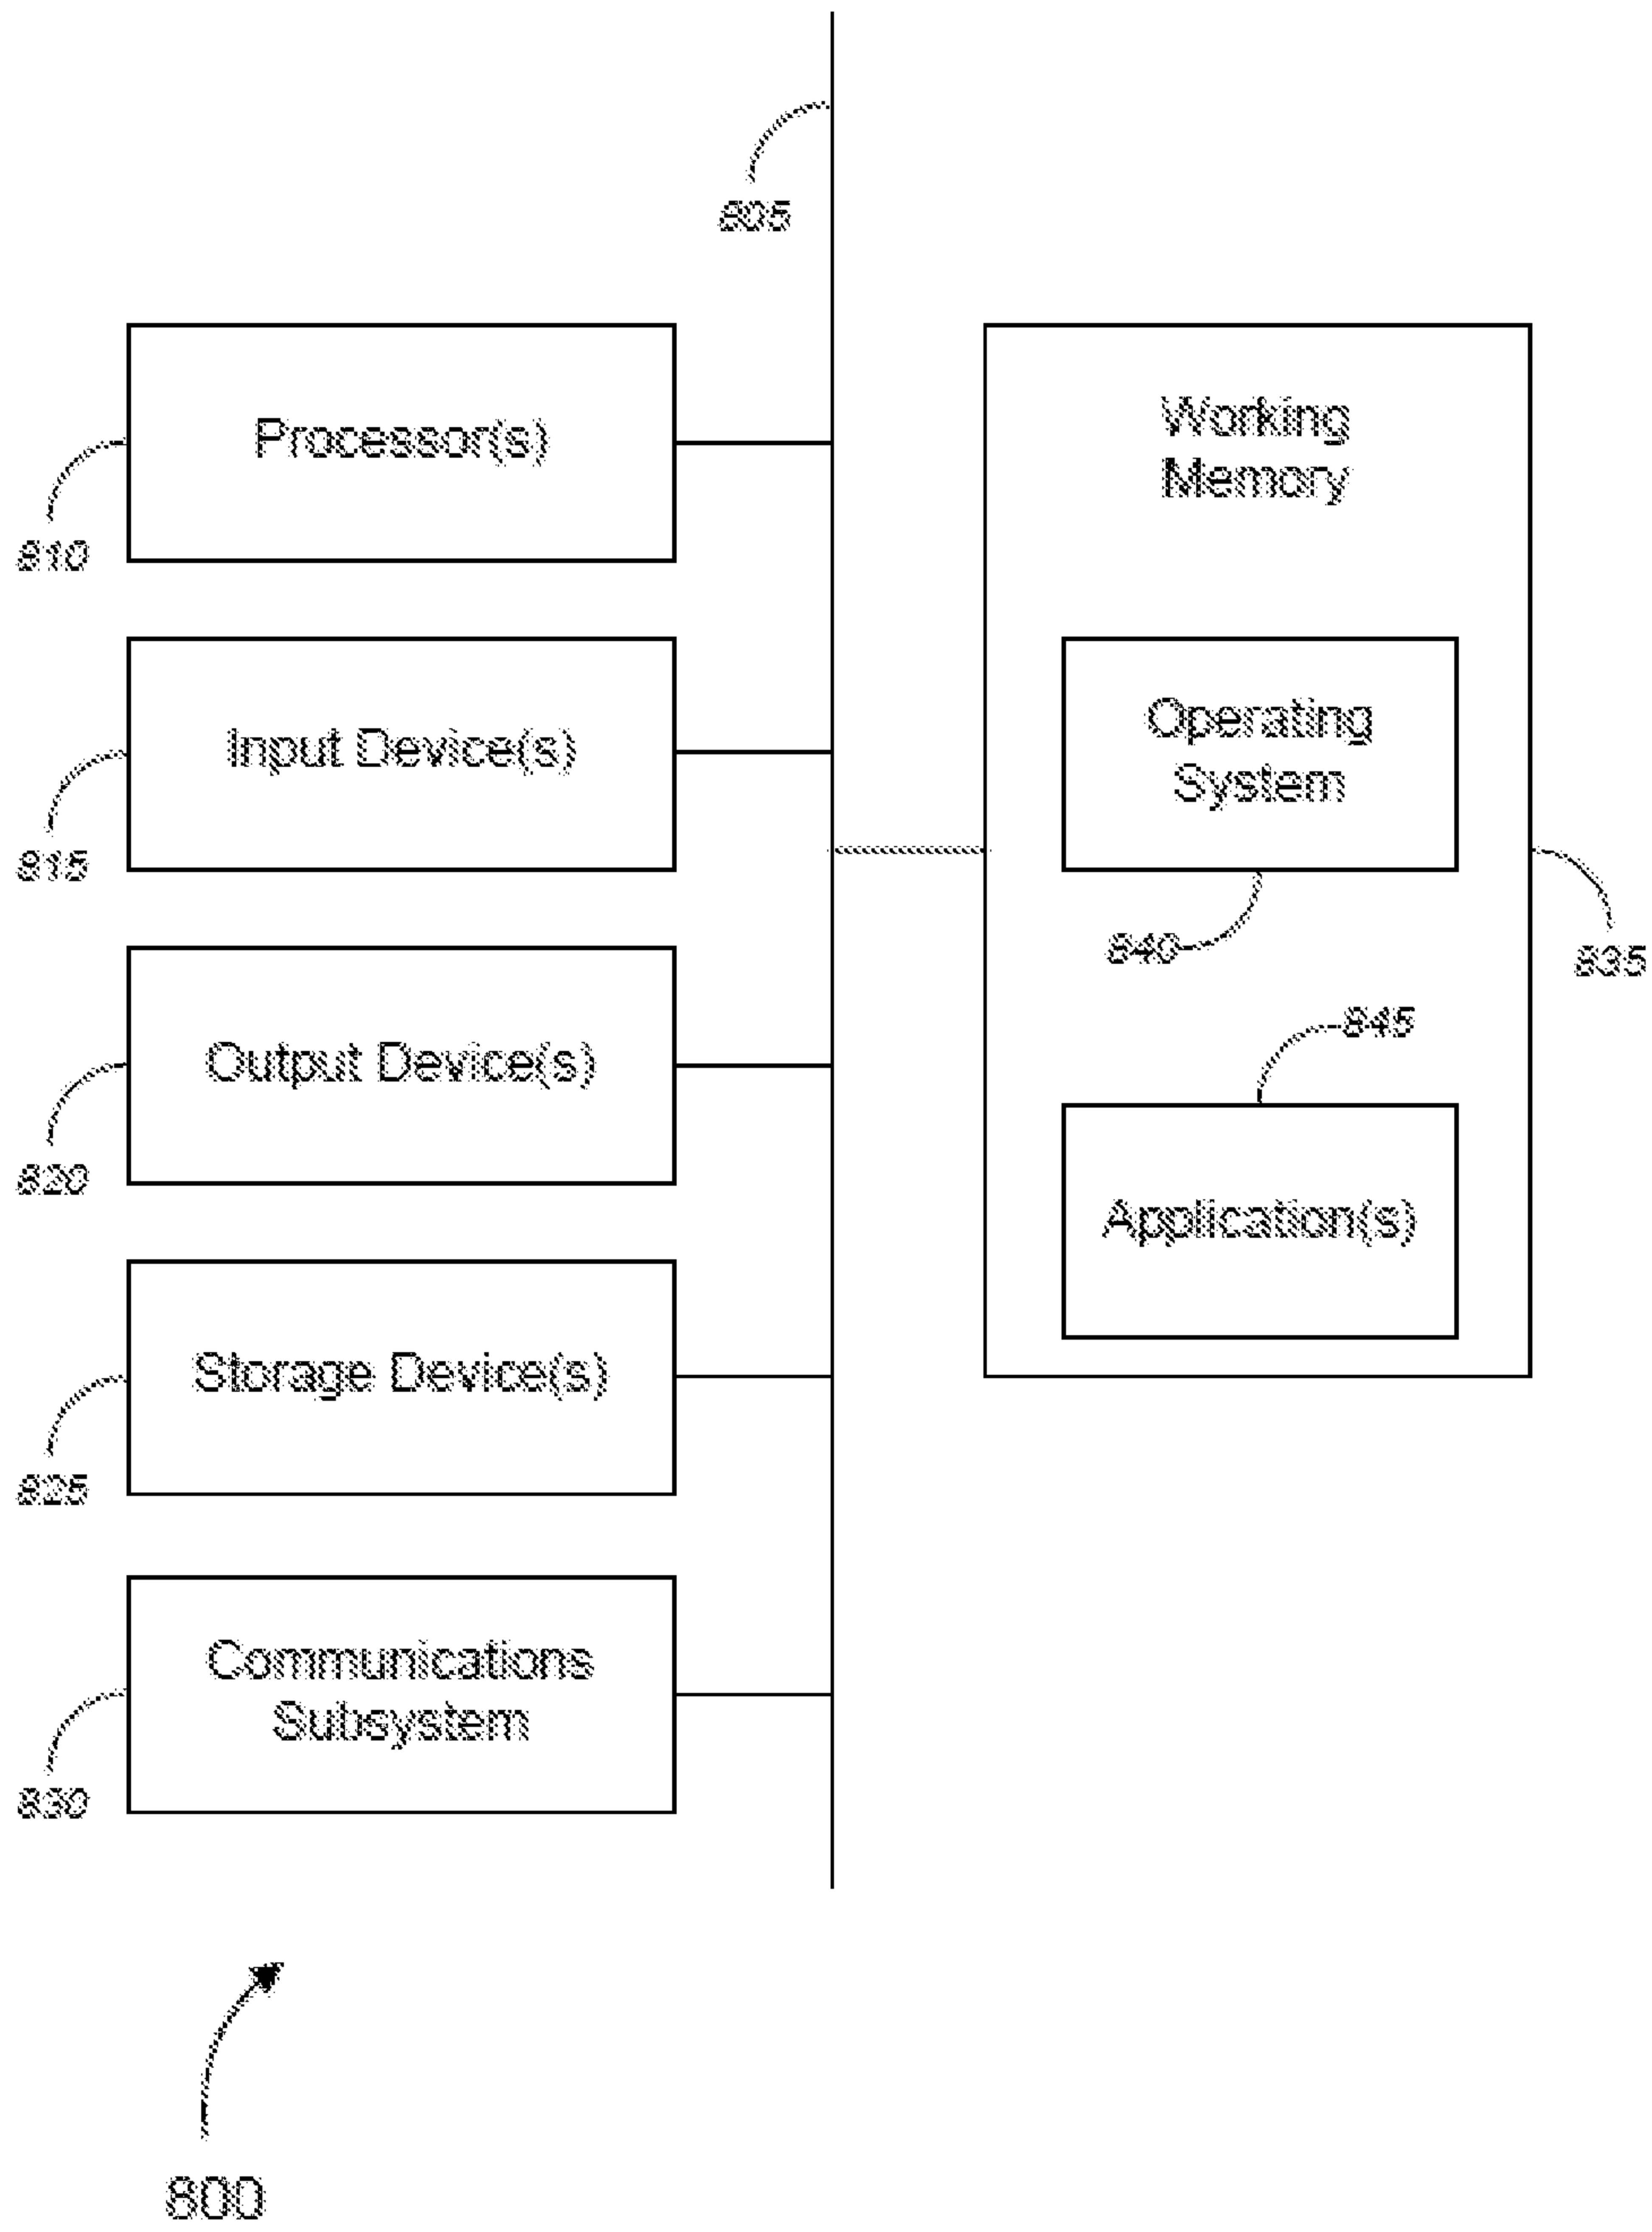 805
Processor(s)
810
Input Device(s)
815
Output Device(s)
820
Storage Device(s)
825
Communications
Subsystem
830
Working
Memory
Operating
System
840
835
845
Application(s)
800